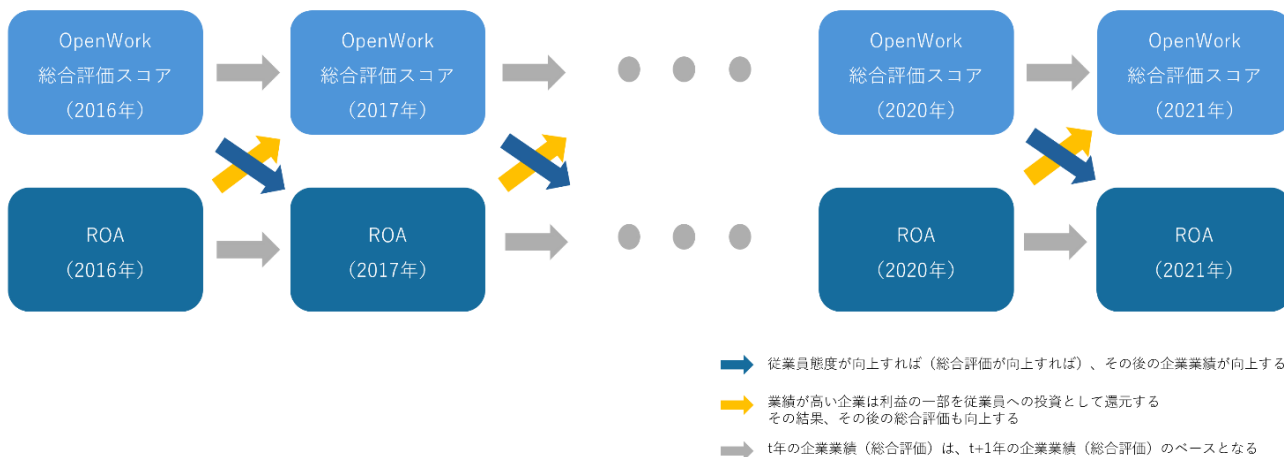 OpenWork
総合評価スコア
（2016年）
OpenWork
総合評価スコア
（2017年）
OpenWork
総合評価スコア
（2020年）
OpenWork
総合評価スコア
（2021年）
ROA
（2016年）
ROA
（2017年）
ROA
（2020年）
ROA
（2021年）
従業員態度が向上すれば（総合評価が向上すれば）、その後の企業業績が向上する
業績が高い企業は利益の一部を従業員への投資として還元する
その結果、その後の総合評価も向上する
t年の企業業績（総合評価）は、t+1年の企業業績（総合評価）のベースとなる